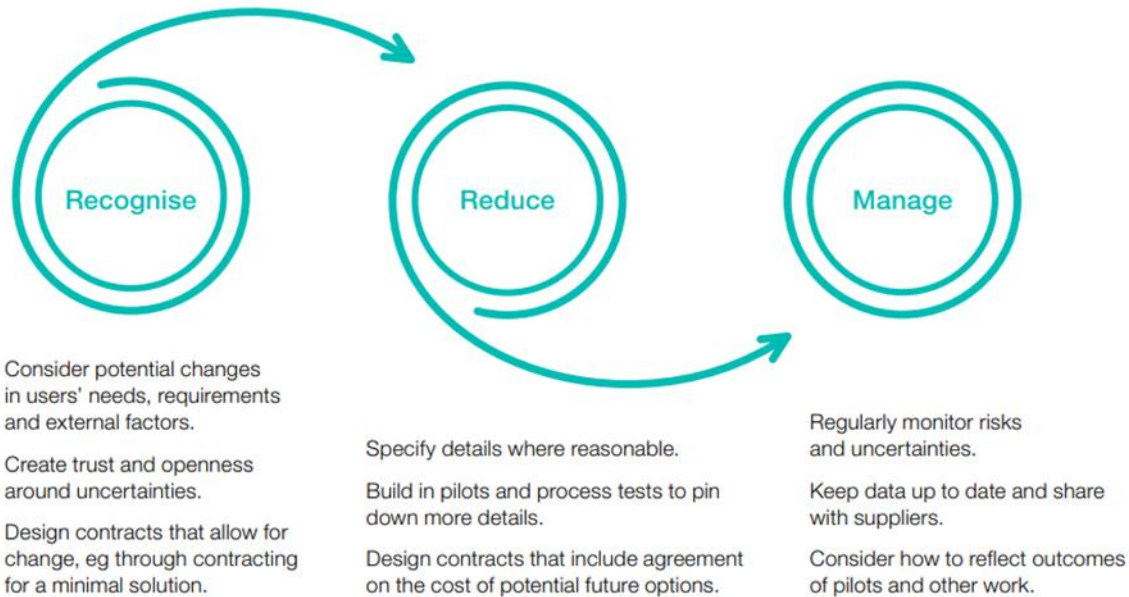 Recognise
Reduce
Manage
Consider potential changes
in users' needs, requirements
and external factors.
Create trust and openness
around uncertainties.
Design contracts that allow for
change, eg through contracting
for a minimal solution.
Specify details where reasonable.
Build in pilots and process tests to pin
down more details.
Design contracts that include agreement
on the cost of potential future options.
Regularly monitor risks
and uncertainties.
Keep data up to date and share
with suppliers.
Consider how to reflect outcomes
of pilots and other work.